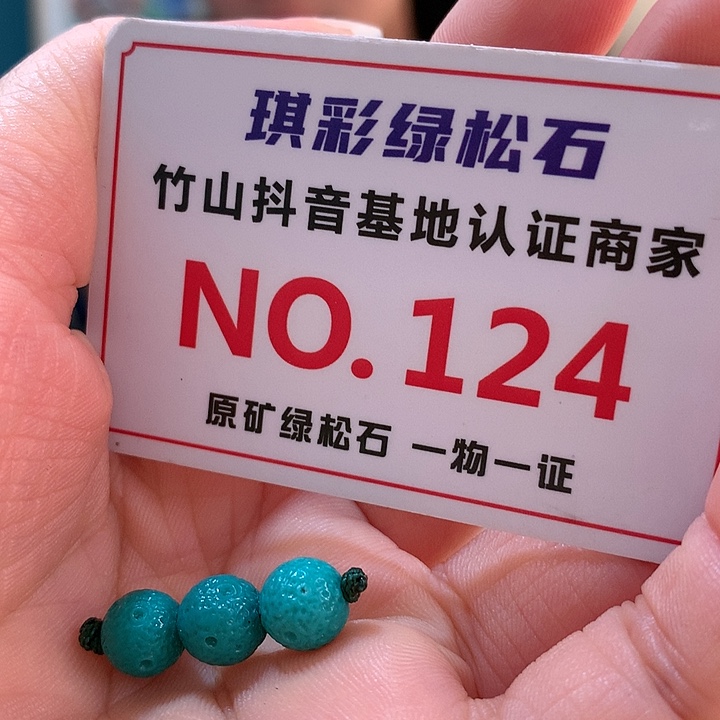 琪彩绿松石
竹山抖音基地认证商家
NO.124
原矿绿松石 一物一证